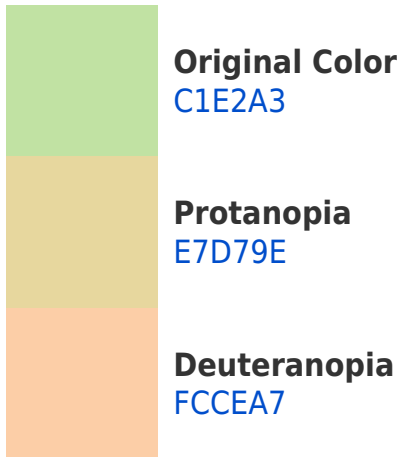 Original Color
C1E2A3
Protanopia
E7D79E
Deuteranopia
FCCEA7